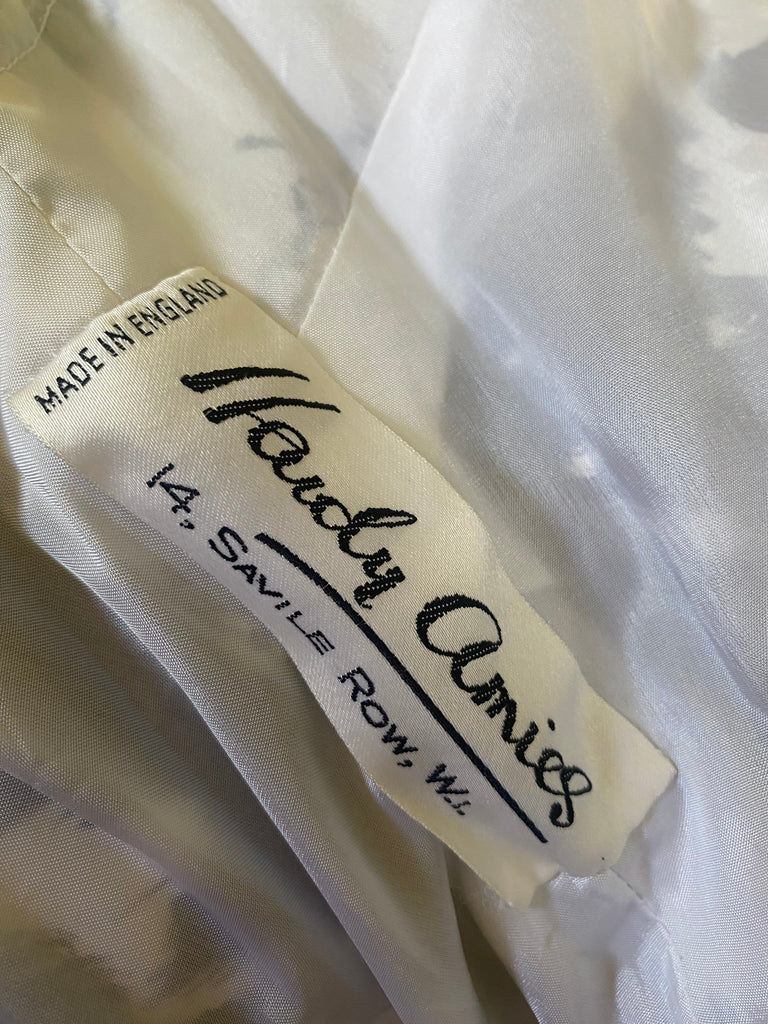 MADE IN ENGLAND
Hardy Amies
14, SAVILE ROW, W.1.